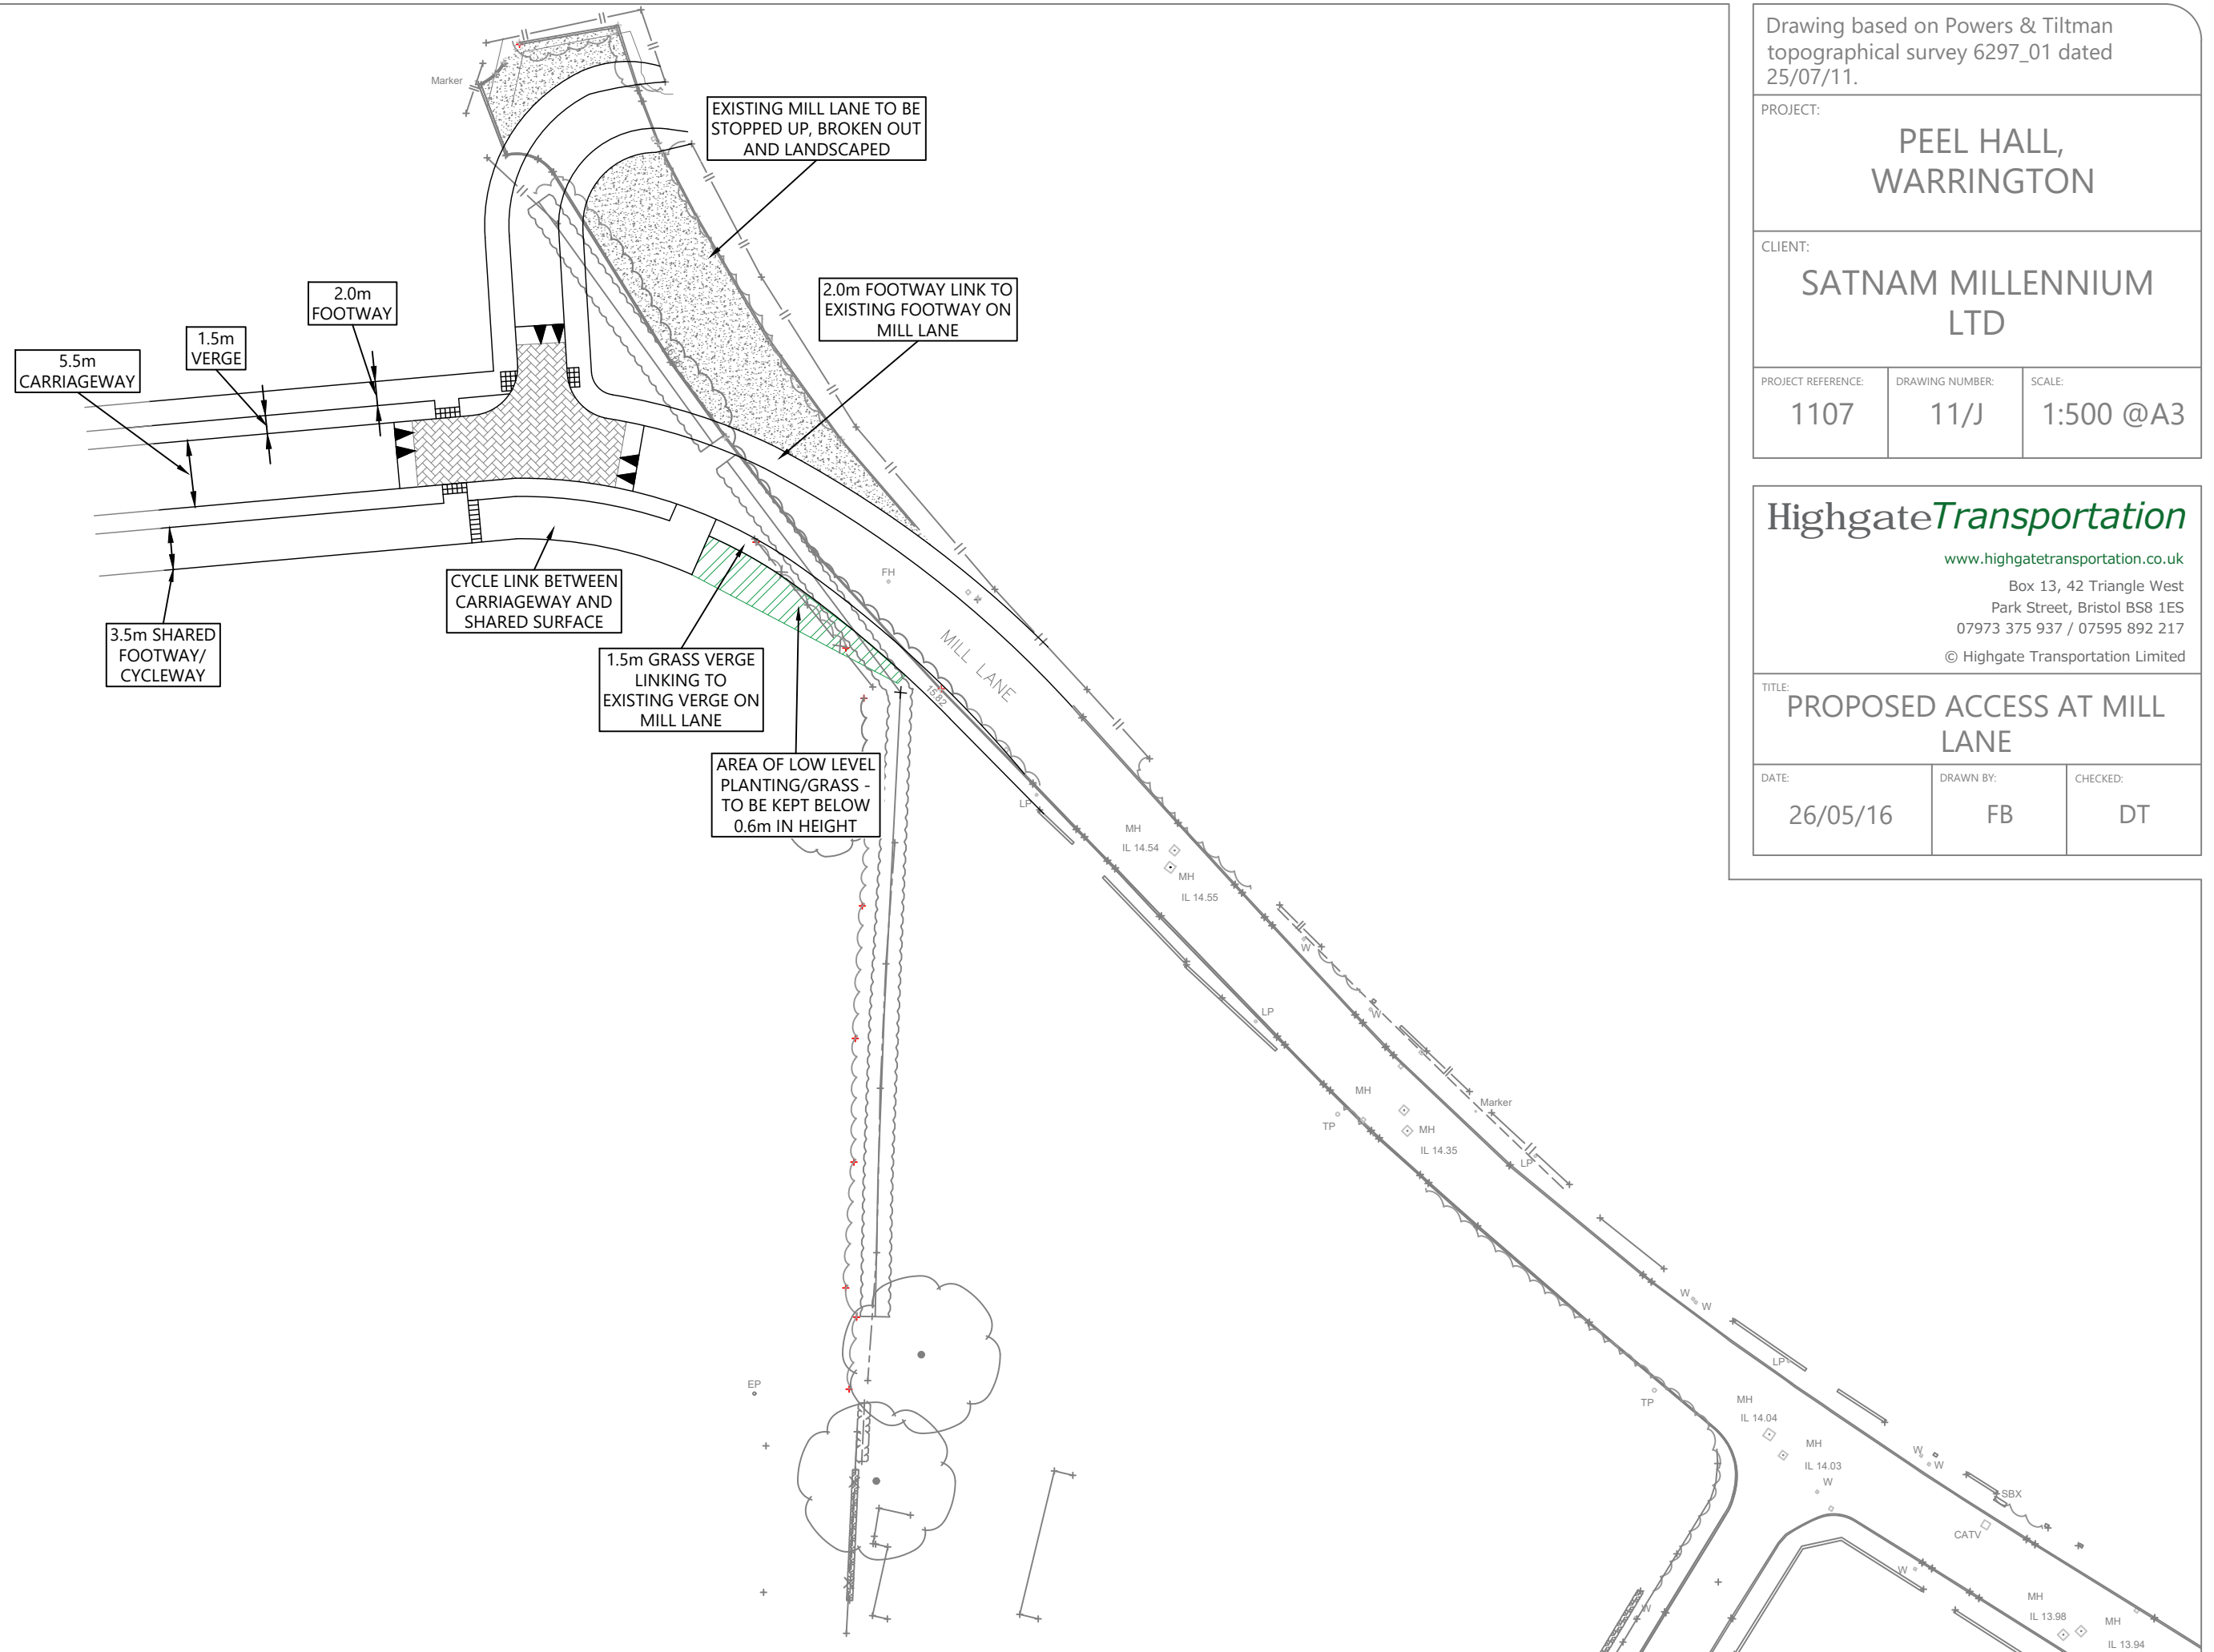 Drawing based on Powers & Tiltman
topographical survey 6297_01 dated
25/07/11.
PROJECT:
PEEL HALL,
WARRINGTON
CLIENT:
SATNAM MILLENNIUM
LTD
PROJECT REFERENCE:
1107
DRAWING NUMBER:
11/J
SCALE:
1:500 @A3
HighgateTransportation
www.highgatetransportation.co.uk
Box 13, 42 Triangle West
Park Street, Bristol BS8 1ES
07973 375 937 / 07595 892 217
© Highgate Transportation Limited
TITLE:
PROPOSED ACCESS AT MILL
LANE
DATE:
26/05/16
DRAWN BY:
FB
CHECKED:
DT
Marker
EXISTING MILL LANE TO BE
STOPPED UP, BROKEN OUT
AND LANDSCAPED
2.0m FOOTWAY LINK TO
EXISTING FOOTWAY ON
MILL LANE
2.0m
FOOTWAY
1.5m
VERGE
5.5m
CARRIAGEWAY
3.5m SHARED
FOOTWAY/
CYCLEWAY
CYCLE LINK BETWEEN
CARRIAGEWAY AND
SHARED SURFACE
1.5m GRASS VERGE
LINKING TO
EXISTING VERGE ON
MILL LANE
AREA OF LOW LEVEL
PLANTING/GRASS -
TO BE KEPT BELOW
0.6m IN HEIGHT
FH
MILL LANE
1582
LP
MH
IL 14.54
MH
IL 14.55
W
W
LP
MH
Marker
TP
MH
IL 14.35
LP
W
W
LP
EP
TP
MH
IL 14.04
MH
IL 14.03
W
W
W
SBX
CATV
W
W
MH
IL 13.98
MH
IL 13.94